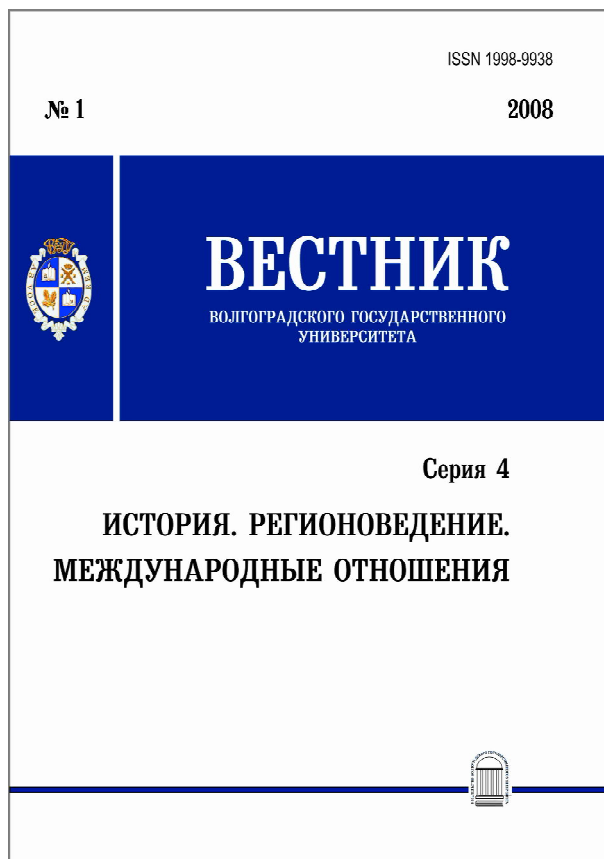 ISSN 1998-9938
№ 1 2008
ВЕСТНИК
ВОЛГОГРАДСКОГО ГОСУДАРСТВЕННОГО
УНИВЕРСИТЕТА
Серия 4
ИСТОРИЯ. РЕГИОНОВЕДЕНИЕ.
МЕЖДУНАРОДНЫЕ ОТНОШЕНИЯ